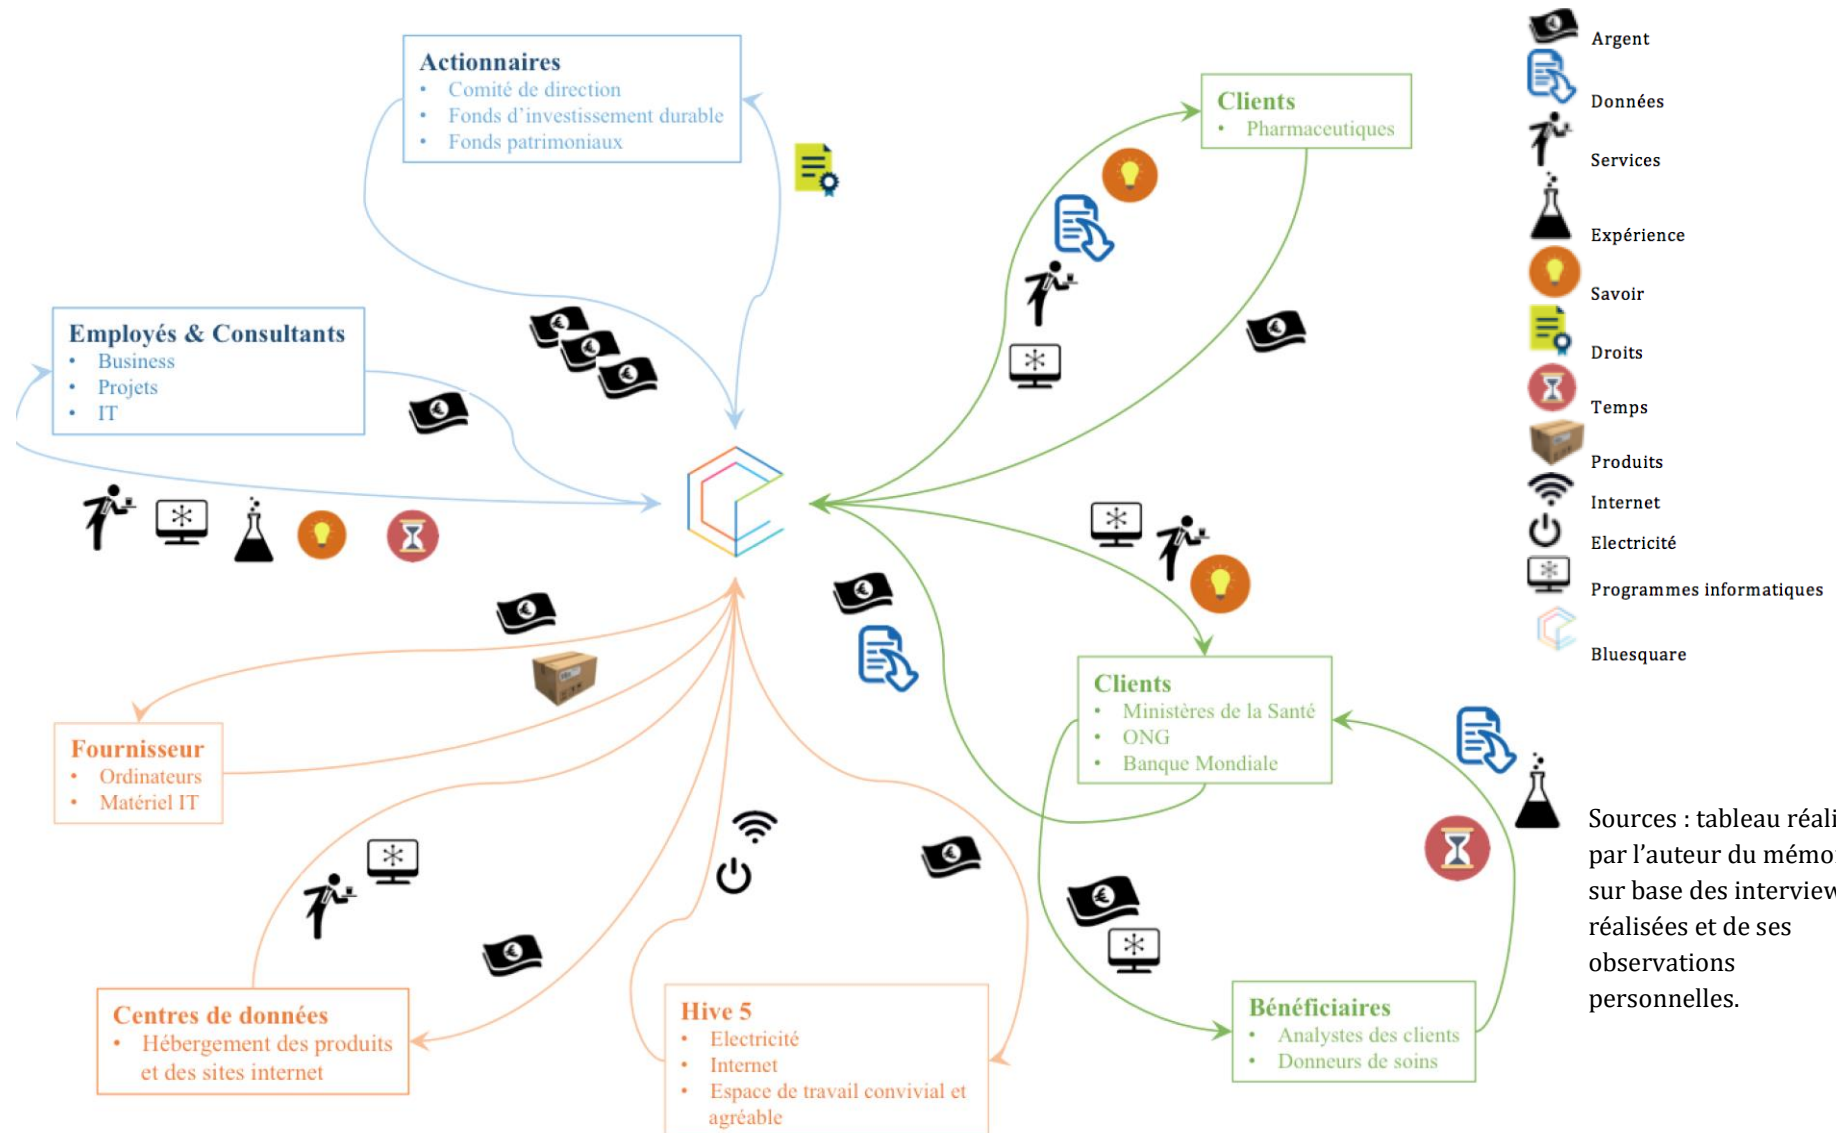 Actionnaires
• Comité de direction
• Fonds d’investissement durable
• Fonds patrimoniaux
Employés & Consultants
• Business
• Projets
• IT
Fournisseur
• Ordinateurs
• Matériel IT
Centres de données
• Hébergement des produits
et des sites internet
Hive 5
• Electricité
• Internet
• Espace de travail convivial et
agréable
Clients
• Pharmaceutiques
Clients
• Ministères de la Santé
• ONG
• Banque Mondiale
Bénéficiaires
• Analystes des clients
• Donneurs de soins
Argent
Données
Services
Expérience
Savoir
Droits
Temps
Produits
Internet
Electricité
Programmes informatiques
Bluesquare
Sources : tableau
par l’auteur du
sur base des
réalisées et de ses
observations
personnelles.